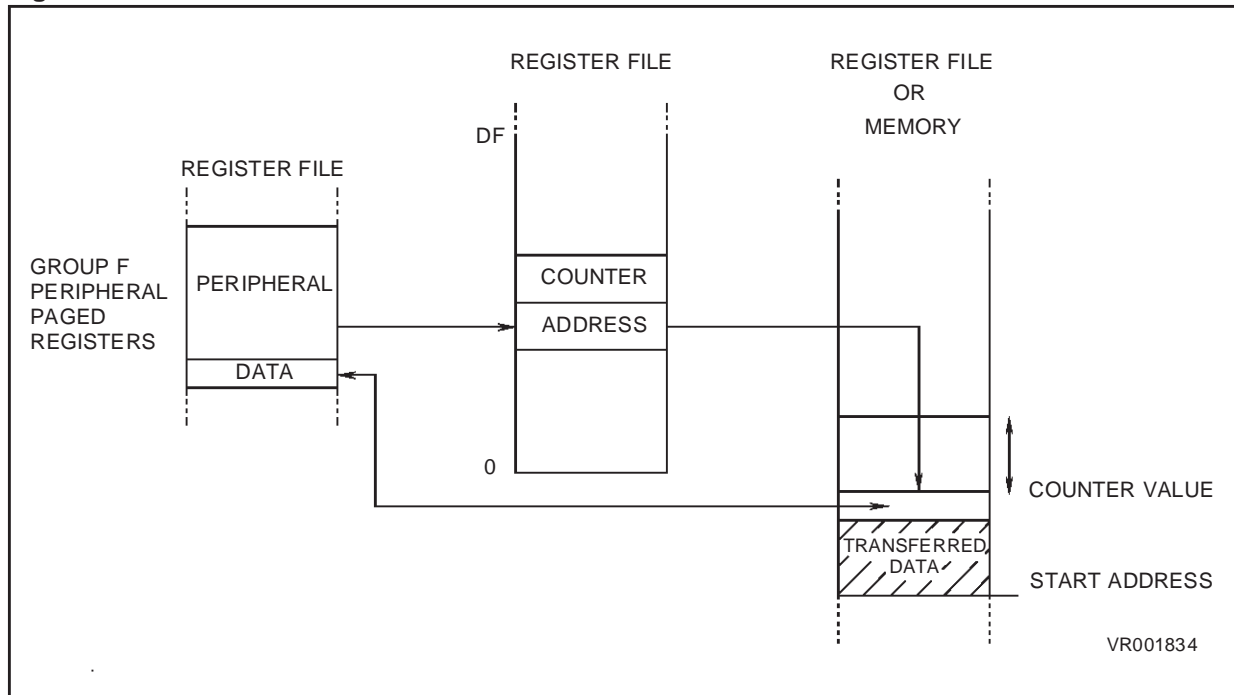 REGISTER FILE
REGISTER FILE
OR
MEMORY
DF
REGISTER FILE
GROUP F
PERIPHERAL
PAGED
REGISTERS
PERIPHERAL
COUNTER
ADDRESS
DATA
0
COUNTER VALUE
TRANSFERRED
DATA
START ADDRESS
VR001834